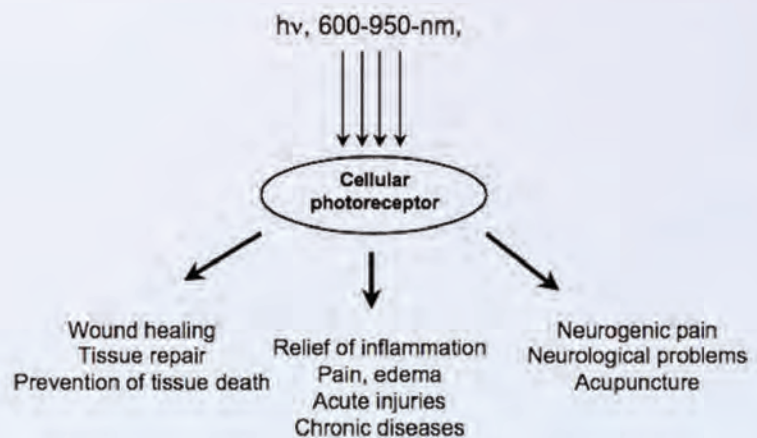 hν, 600-950-nm,
Cellular
photoreceptor
Wound healing
Tissue repair
Prevention of tissue death
Relief of inflammation
Pain, edema
Acute injuries
Chronic diseases
Neurogenic pain
Neurological problems
Acupuncture